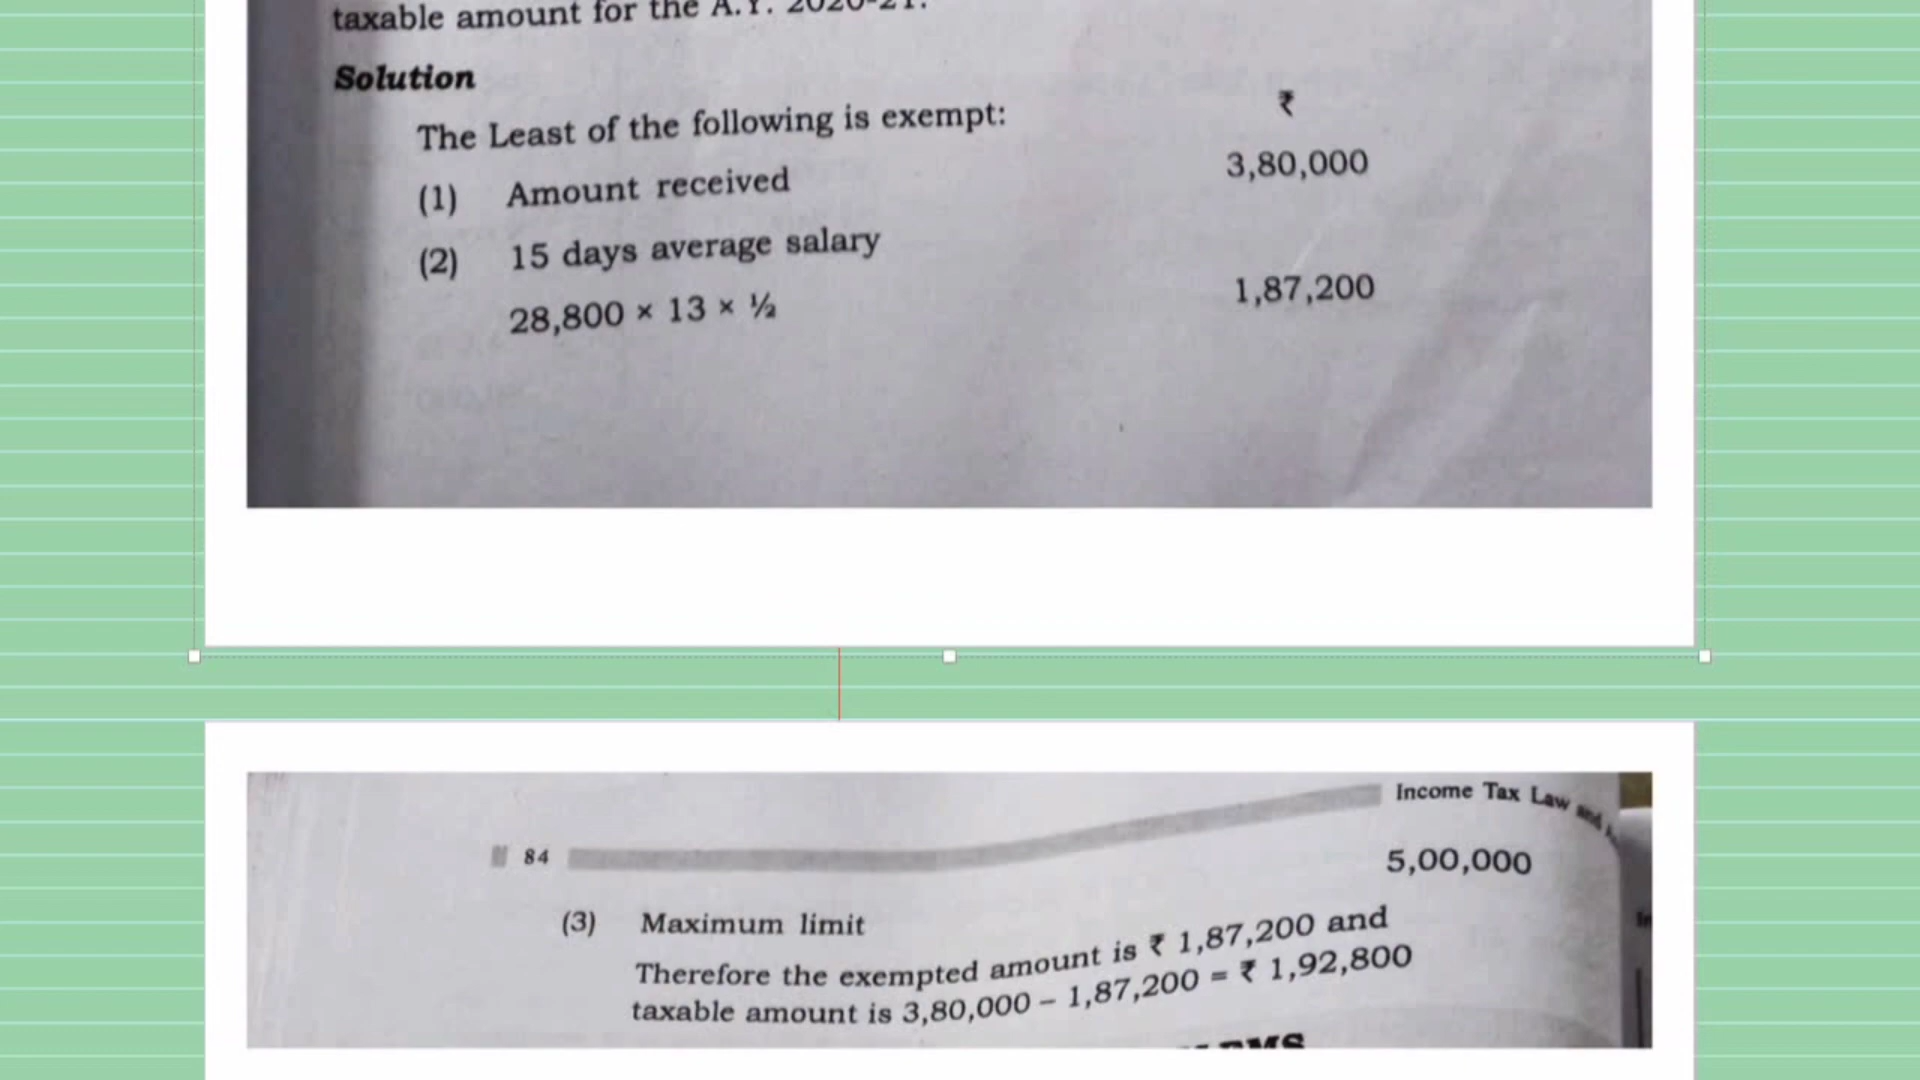 taxable amount for the A.Y. 2020-21.
Solution
The Least of the following is exempt: ₹
(1) Amount received 3,80,000
(2) 15 days average salary
28,800 × 13 × ½ 1,87,200
Income Tax Law and
84
5,00,000
(3) Maximum limit
Therefore the exempted amount is ₹ 1,87,200 and
taxable amount is 3,80,000 – 1,87,200 = ₹ 1,92,800